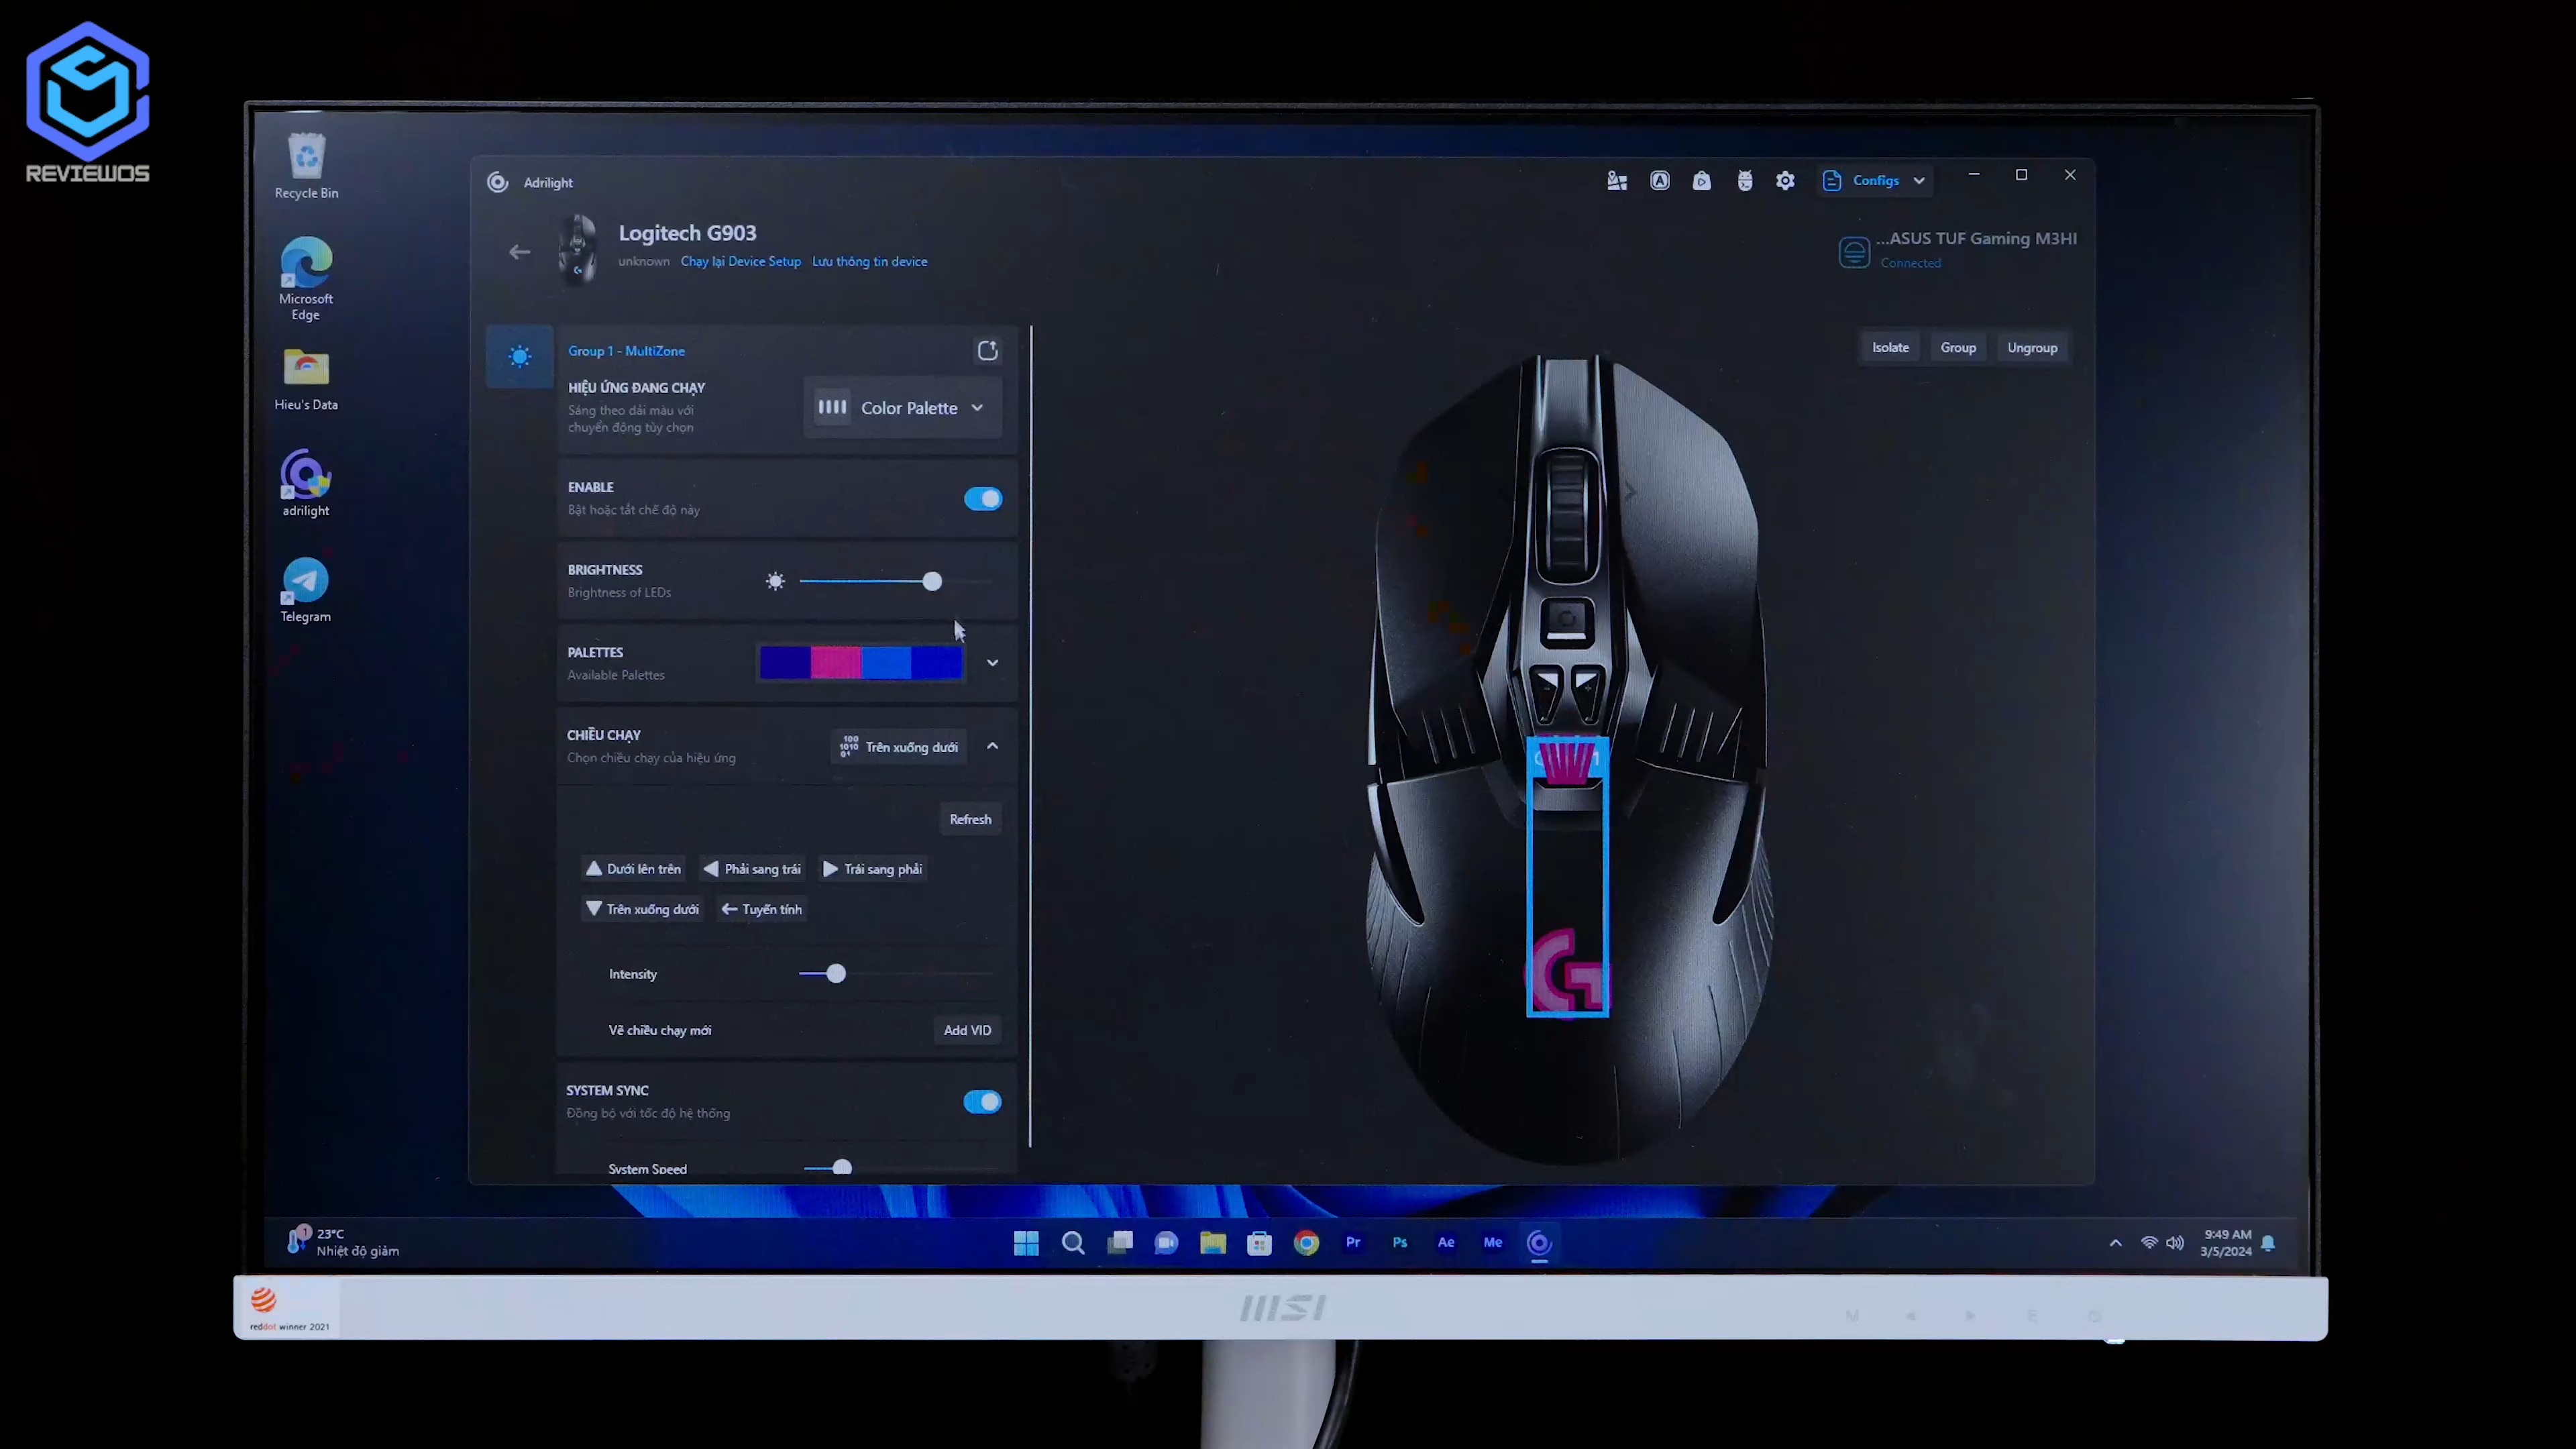 REVIEWOS
Recycle Bin
Microsoft
Edge
Hieu's Data
adrilight
Telegram
Adrilight
Configs
Logitech G903
unknown Chạy lại Device Setup Lưu thông tin device
...ASUS TUF Gaming M3HI
Connected
Group 1 - MultiZone
HIỆU ỨNG ĐANG CHẠY
Sáng theo dải màu với
chuyển động tùy chọn
Color Palette
ENABLE
Bật hoặc tắt chế độ này
BRIGHTNESS
Brightness of LEDs
PALETTES
Available Palettes
CHIỀU CHẠY
Chọn chiều chạy của hiệu ứng
Trên xuống dưới
Refresh
Dưới lên trên Phải sang trái Trái sang phải
Trên xuống dưới Tuyến tính
Intensity
Vẽ chiều chạy mới Add VID
SYSTEM SYNC
Đồng bộ với tốc độ hệ thống
System Speed
Isolate Group Ungroup
1
23°C
Nhiệt độ giảm
Pr Ps Ae Me
9:49 AM
3/5/2024
reddot winner 2021
msi
M E